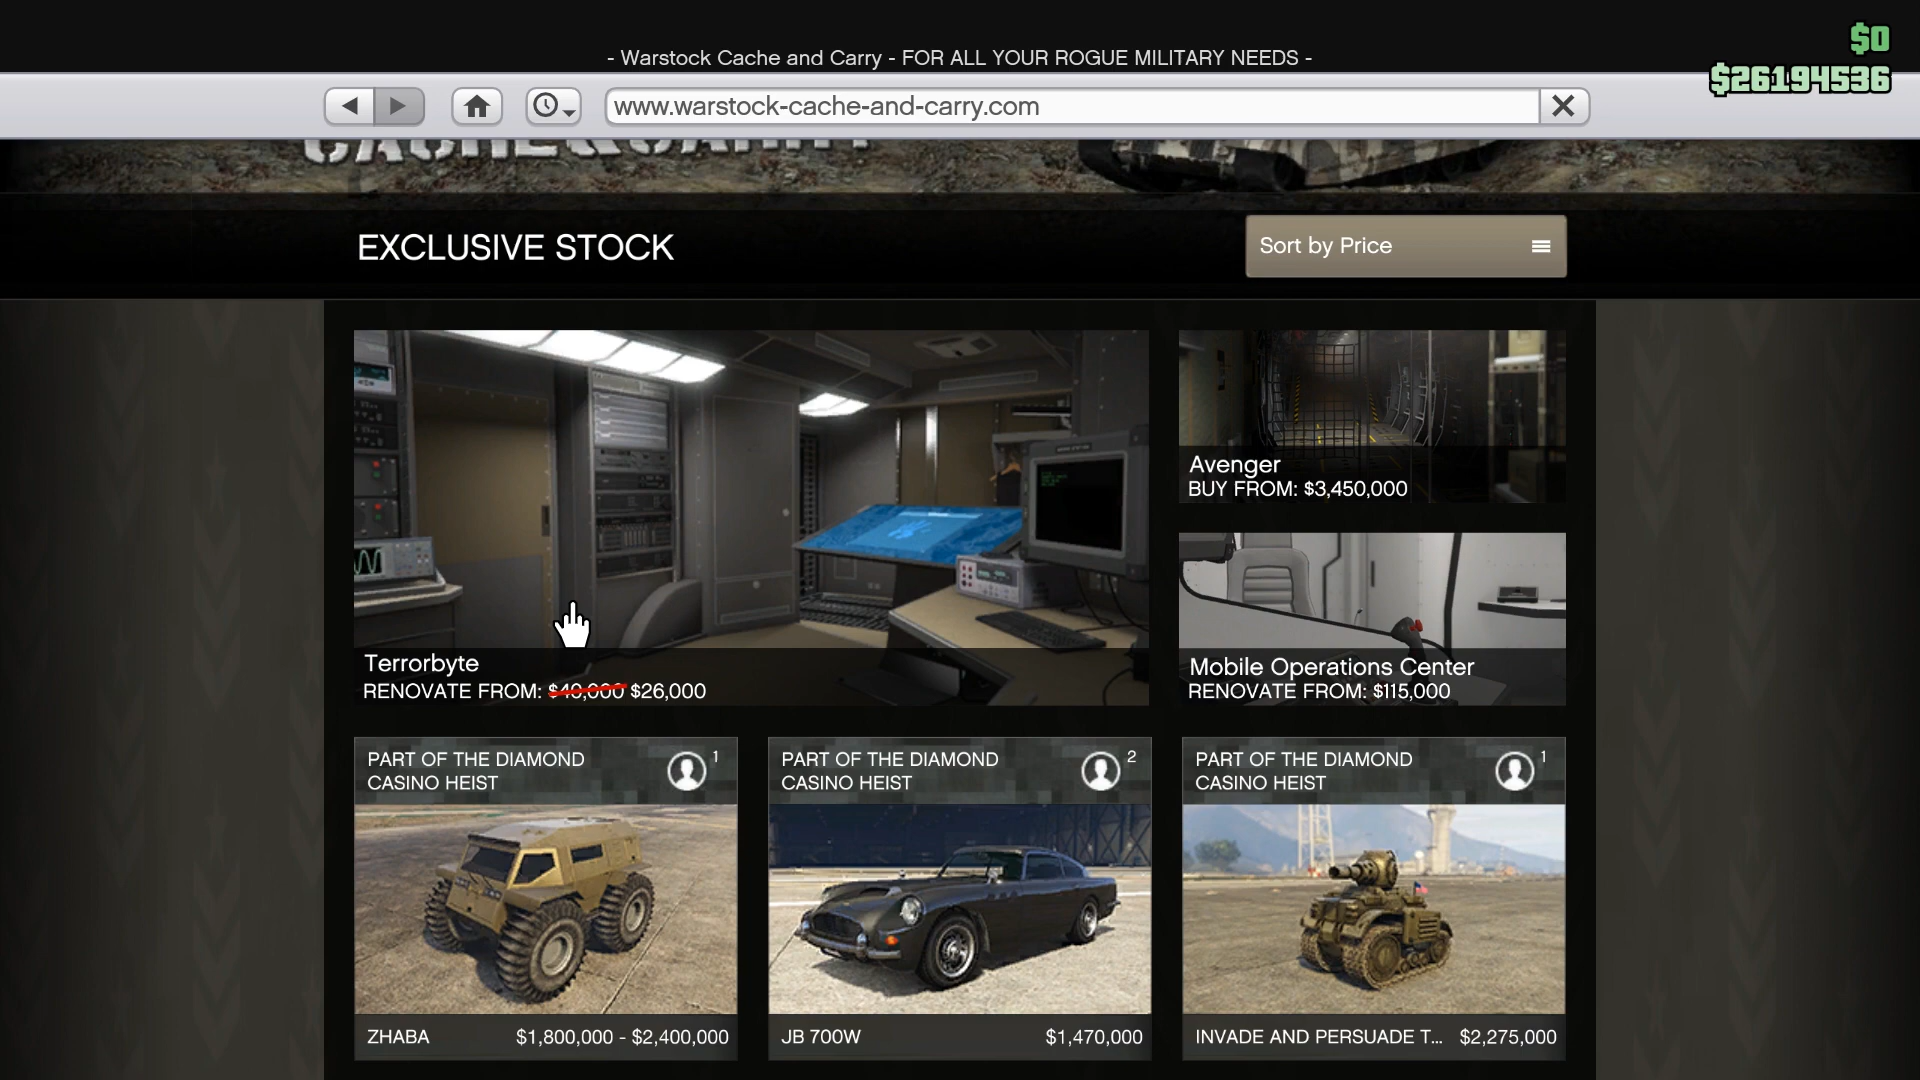 $0
- Warstock Cache and Carry - FOR ALL YOUR ROGUE MILITARY NEEDS -
$26194536
www.warstock-cache-and-carry.com
CACHE & CARRY
EXCLUSIVE STOCK
Sort by Price
Terrorbyte
RENOVATE FROM: $40,000 $26,000
Avenger
BUY FROM: $3,450,000
Mobile Operations Center
RENOVATE FROM: $115,000
PART OF THE DIAMOND
CASINO HEIST
1
ZHABA $1,800,000 - $2,400,000
PART OF THE DIAMOND
CASINO HEIST
2
JB 700W $1,470,000
PART OF THE DIAMOND
CASINO HEIST
1
INVADE AND PERSUADE T... $2,275,000